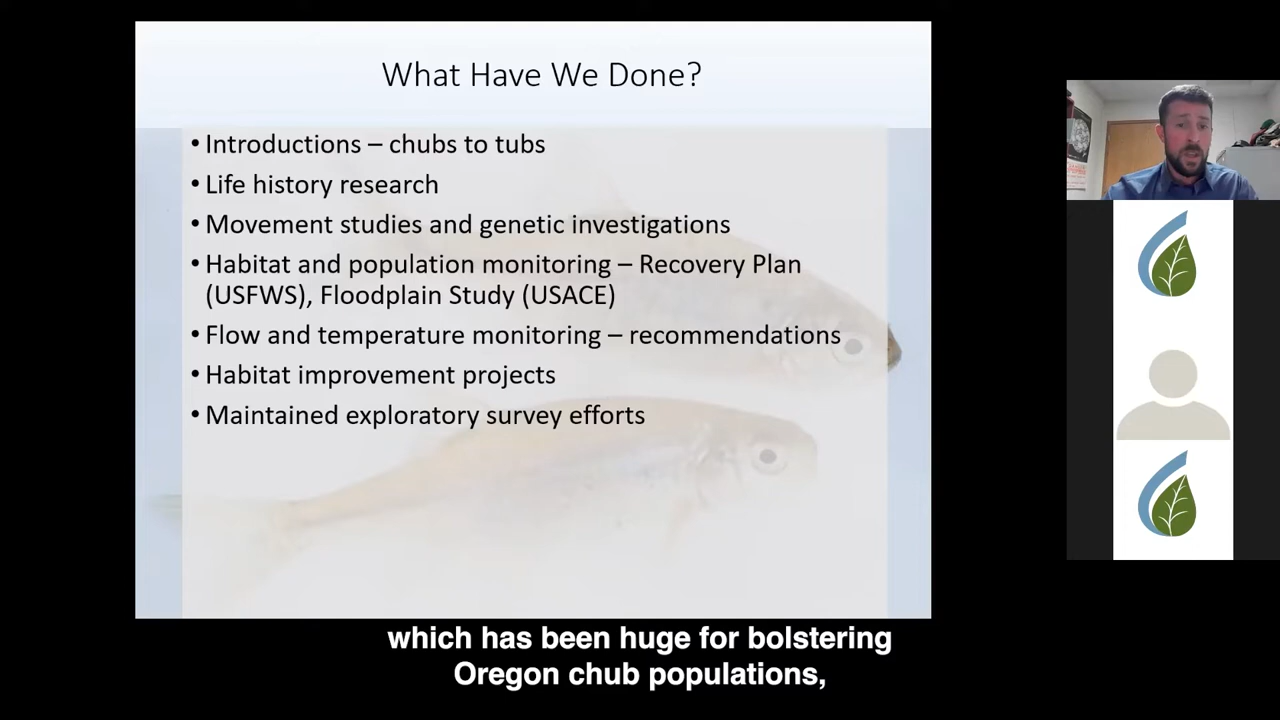 What Have We Done?
• Introductions – chubs to tubs
• Life history research
• Movement studies and genetic investigations
• Habitat and population monitoring – Recovery Plan
(USFWS), Floodplain Study (USACE)
• Flow and temperature monitoring – recommendations
• Habitat improvement projects
• Maintained exploratory survey efforts
which has been huge for bolstering
Oregon chub populations,